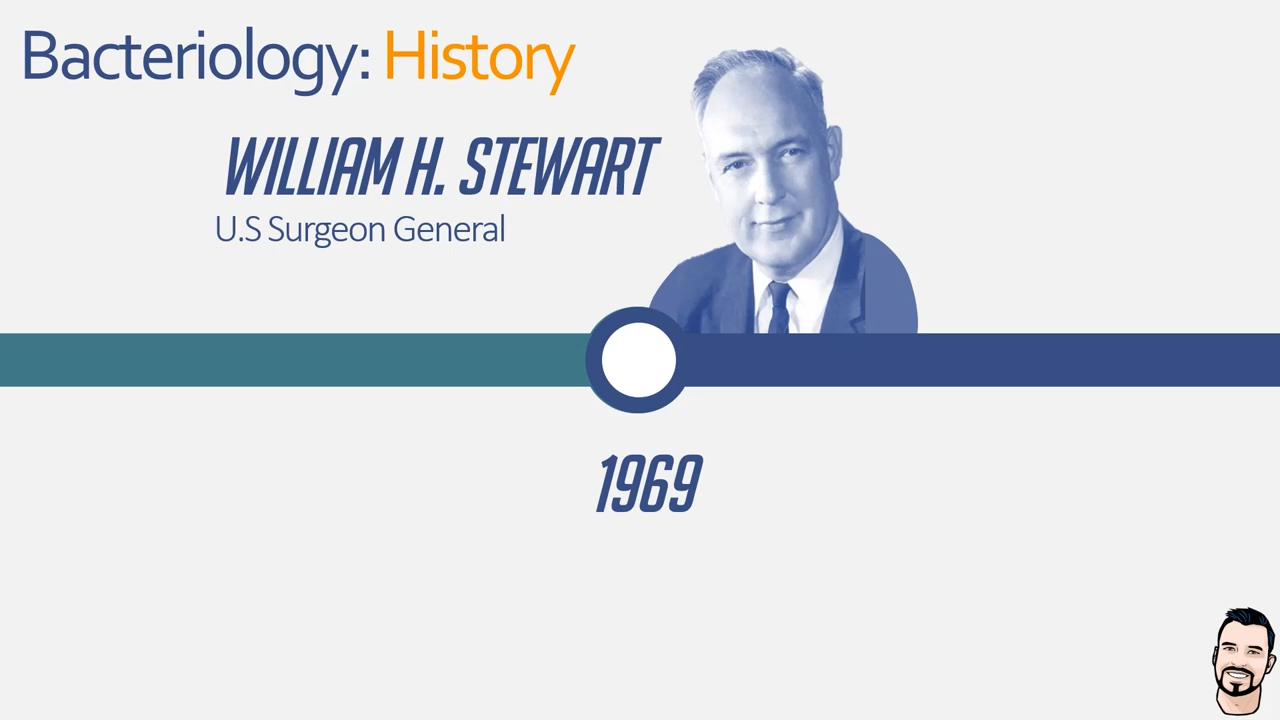 Bacteriology: History
WILLIAM H. STEWART
U.S Surgeon General
1969